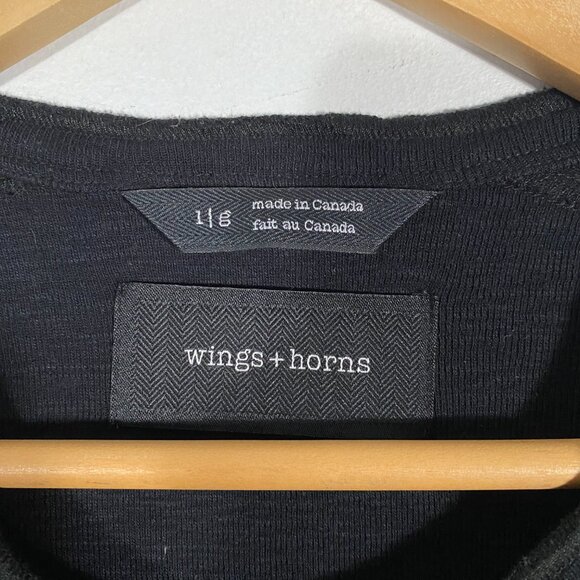 l|g
made in Canada
fait au Canada
wings+horns